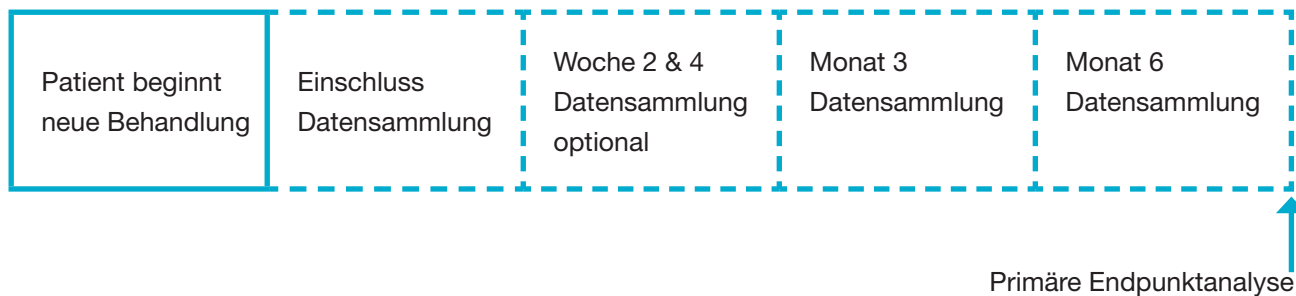 Patient beginnt
neue Behandlung
Einschluss
Datensammlung
Woche 2 & 4
Datensammlung
optional
Monat 3
Datensammlung
Monat 6
Datensammlung
Primäre Endpunktanalyse